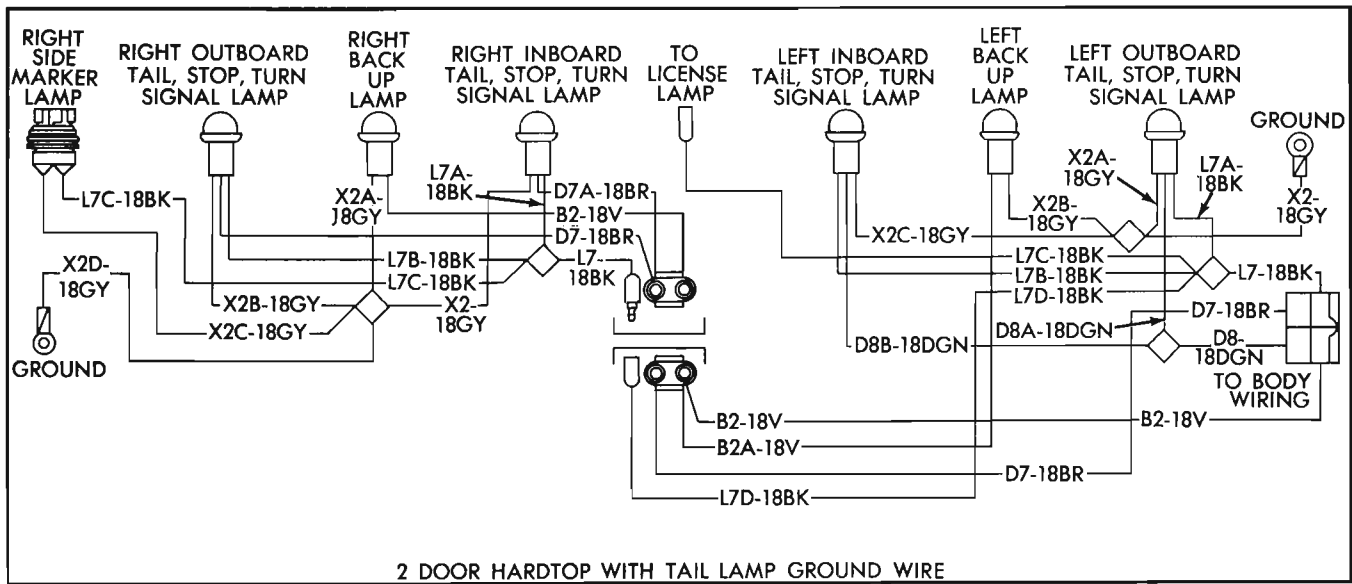 RIGHT
SIDE
MARKER
LAMP
RIGHT OUTBOARD
TAIL, STOP, TURN
SIGNAL LAMP
RIGHT
BACK
UP
LAMP
RIGHT INBOARD
TAIL, STOP, TURN
SIGNAL LAMP
TO
LICENSE
LAMP
LEFT INBOARD
TAIL, STOP, TURN
SIGNAL LAMP
LEFT
BACK
UP
LAMP
LEFT OUTBOARD
TAIL, STOP, TURN
SIGNAL LAMP
GROUND
L7C-18BK
X2A-
18GY
L7A-
18BK
D7A-18BR
B2-18V
D7-18BR
L7B-18BK
L7C-18BK
L7-
18BK
X2D-
18GY
X2B-18GY
X2C-18GY
X2-
18GY
GROUND
X2A-
18GY
L7A-
18BK
X2B-
18GY
X2C-18GY
X2-
18GY
L7C-18BK
L7B-18BK
L7D-18BK
L7-18BK
D7-18BR
D8A-18DGN
D8B-18DGN
D8-
18DGN
TO BODY
WIRING
B2-18V
B2-18V
B2A-18V
D7-18BR
L7D-18BK
2 DOOR HARDTOP WITH TAIL LAMP GROUND WIRE